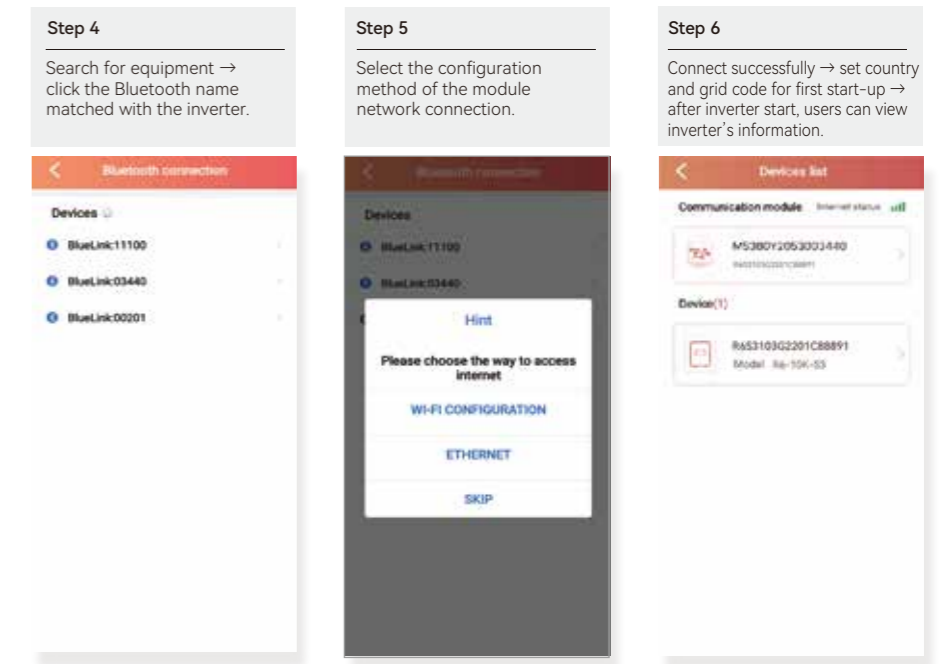 Step 4
Search for equipment →
click the Bluetooth name
matched with the inverter.
Bluetooth connection
Devices
BlueLink:11100
BlueLink:03440
BlueLink:00201
Step 5
Select the configuration
method of the module
network connection.
Bluetooth connection
Devices
BlueLink:11100
BlueLink:03440
Hint
Please choose the way to access
internet
WI-FI CONFIGURATION
ETHERNET
SKIP
Step 6
Connect successfully → set country
and grid code for first start-up →
after inverter start, users can view
inverter's information.
Devices list
Communication module Internet status
Device(1)
Model